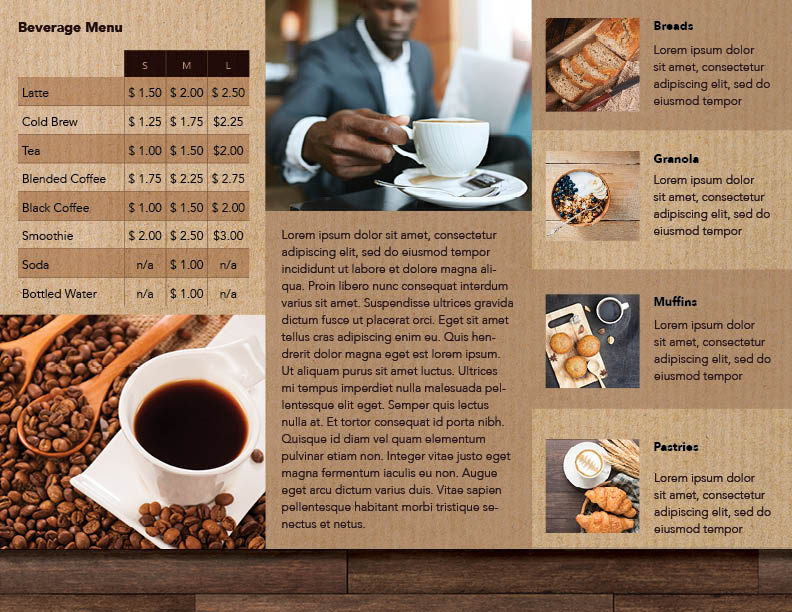 Beverage Menu
S M L
Latte $ 1.50 $ 2.00 $ 2.50
Cold Brew $ 1.25 $ 1.75 $2.25
Tea $ 1.00 $ 1.50 $2.00
Blended Coffee $ 1.75 $ 2.25 $ 2.75
Black Coffee $ 1.00 $ 1.50 $ 2.00
Smoothie $ 2.00 $ 2.50 $3.00
Soda n/a $ 1.00 n/a
Bottled Water n/a $ 1.00 n/a
Lorem ipsum dolor sit amet, consectetur
adipiscing elit, sed do eiusmod tempor
incididunt ut labore et dolore magna ali-
qua. Proin libero nunc consequat interdum
varius sit amet. Suspendisse ultrices gravida
dictum fusce ut placerat orci. Eget sit amet
tellus cras adipiscing enim eu. Quis hen-
drerit dolor magna eget est lorem ipsum.
Ut aliquam purus sit amet luctus. Ultrices
mi tempus imperdiet nulla malesuada pel-
lentesque elit eget. Semper quis lectus
nulla at. Et tortor consequat id porta nibh.
Quisque id diam vel quam elementum
pulvinar etiam non. Integer vitae justo eget
magna fermentum iaculis eu non. Augue
eget arcu dictum varius duis. Vitae sapien
pellentesque habitant morbi tristique se-
nectus et netus.
Breads
Lorem ipsum dolor
sit amet, consectetur
adipiscing elit, sed do
eiusmod tempor
Granola
Lorem ipsum dolor
sit amet, consectetur
adipiscing elit, sed do
eiusmod tempor
Muffins
Lorem ipsum dolor
sit amet, consectetur
adipiscing elit, sed do
eiusmod tempor
Pastries
Lorem ipsum dolor
sit amet, consectetur
adipiscing elit, sed do
eiusmod tempor